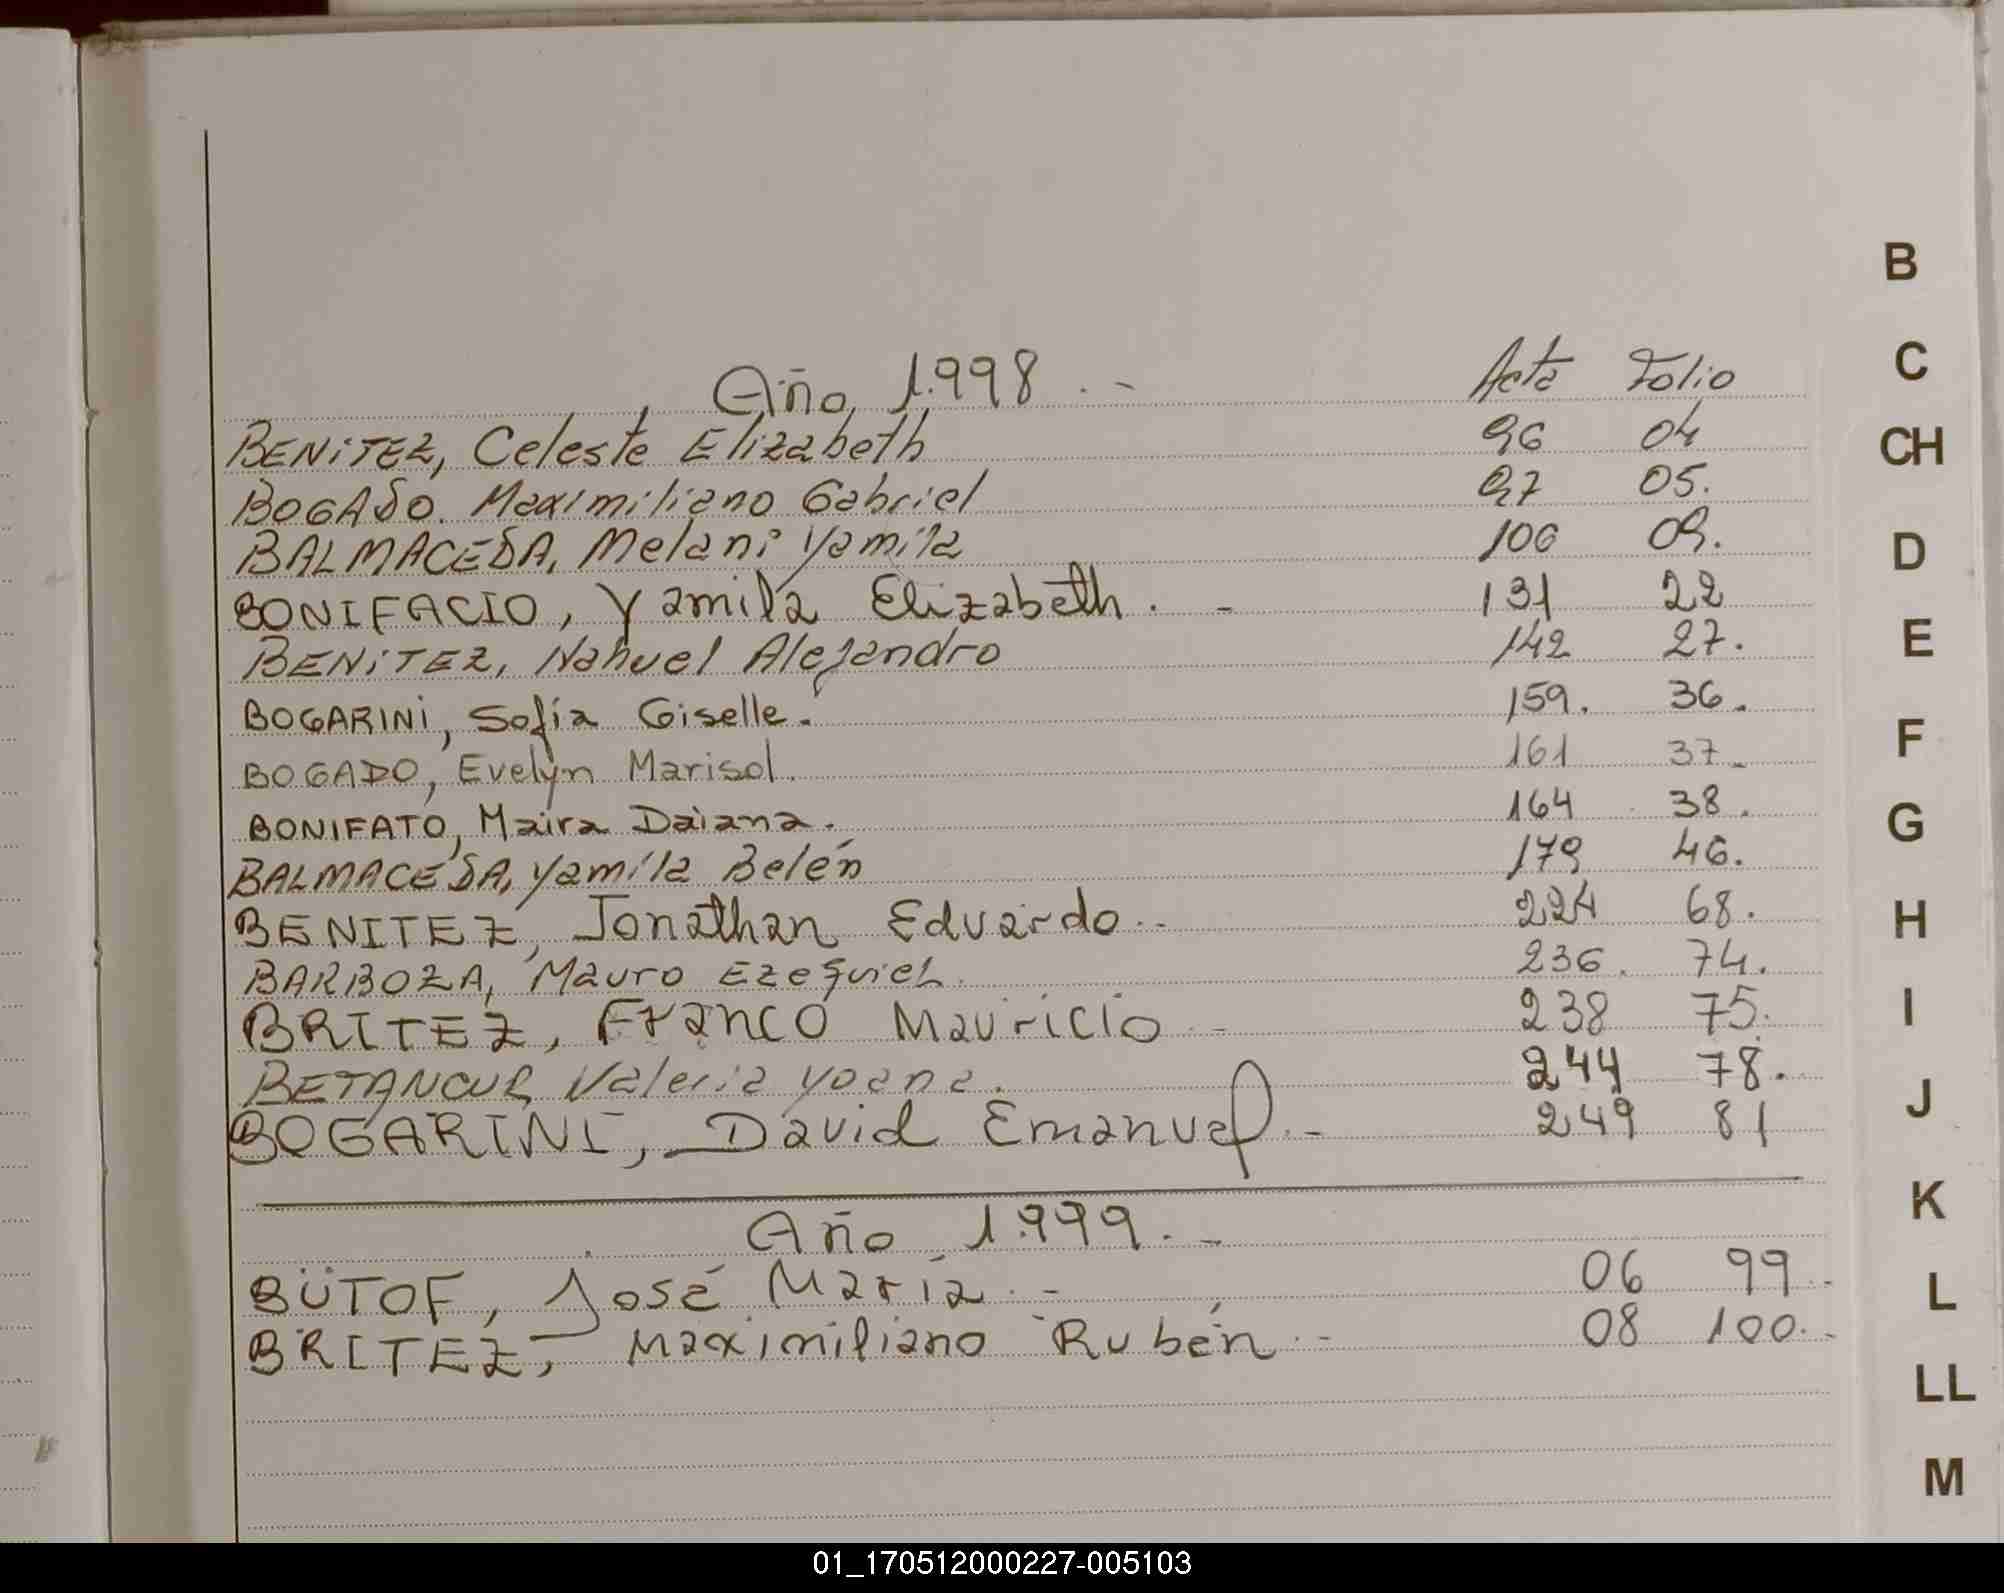 Año 1.998.-
Acta Folio
BENITEZ, Celeste Elizabeth 96 04
BOGADO. Maximiliano Gabriel 97 05.
BALMACEDA, Melani Yamila 106 09.
BONIFACIO, Yamila Elizabeth. - 131 22
BENITEZ, Nahuel Alejandro 142 27.
BOGARINI, Sofía Giselle. 159. 36.
BOGADO, Evelyn Marisol. 161 37.
BONIFATO, Maira Daiana. 164 38.
BALMACEDA, Yamila Belén 179 46.
BENITEZ, Jonathan Eduardo.- 224 68.
BARBOZA, Mauro EzequieL. 236. 74.
BRITEZ, Franco Mauricio.- 238 75.
BETANCUR, Valeria Yoana. 244 78.
BOGARINI, David Emanuel.- 249 81
Año 1.999.-
BÜTOF, José María.- 06 99.
BRITEZ, Maximiliano Rubén.- 08 100.-
B
C
CH
D
E
F
G
H
I
J
K
L
LL
M
01_170512000227-005103